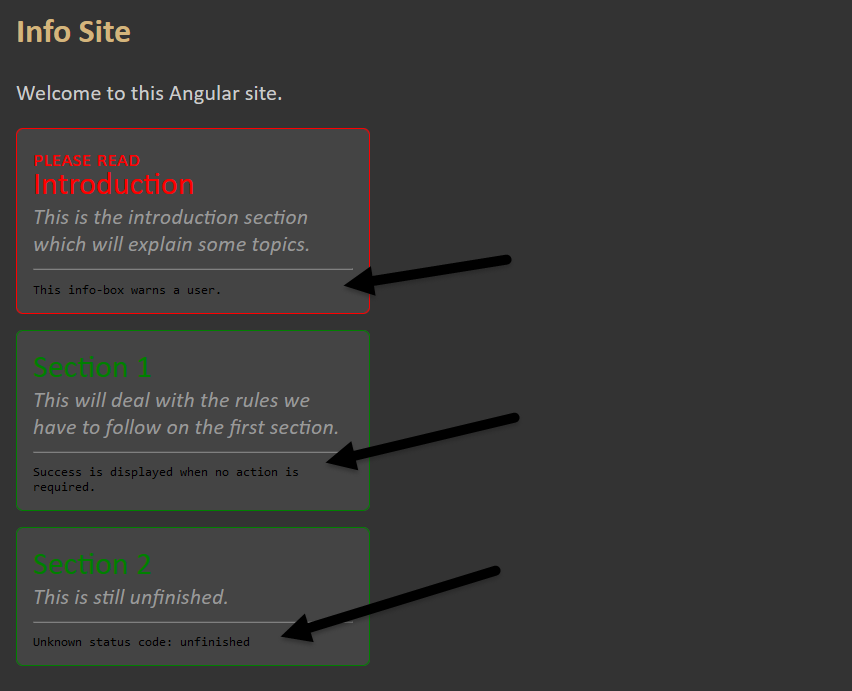 Info Site
Welcome to this Angular site.
PLEASE READ
Introduction
This is the introduction section
which will explain some topics.
This info-box warns a user.
Section 1
This will deal with the rules we
have to follow on the first section.
Success is displayed when no action is
required.
Section 2
This is still unfinished.
Unknown status code: unfinished